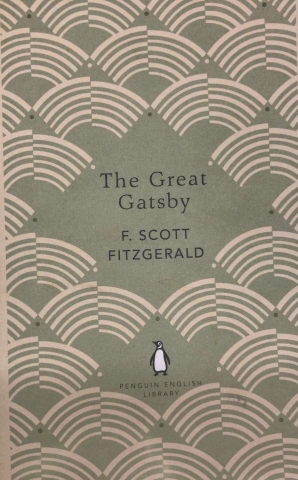 The Great
Gatsby
F. SCOTT
FITZGERALD
PENGUIN ENGLISH
LIBRARY